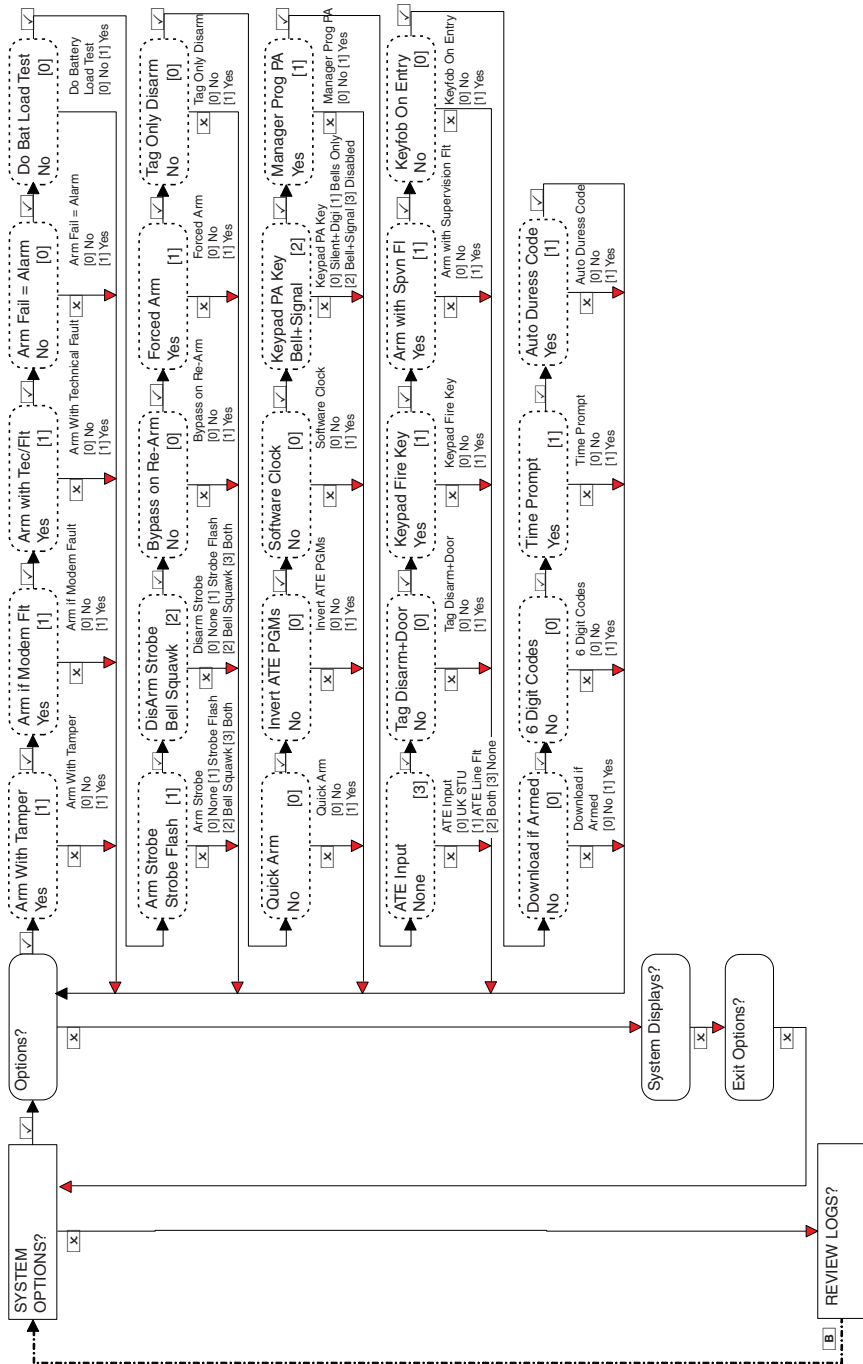 SYSTEM
OPTIONS?
Options?
Arm With Tamper
Yes [1]
Arm With Tamper
[0] No
[1] Yes
Arm if Modem Flt
Yes [1]
Arm if Modem Fault
[0] No
[1] Yes
Arm with Tec/Flt
Yes [1]
Arm With Technical Fault
[0] No
[1] Yes
Arm Fail = Alarm
No [0]
Arm Fail = Alarm
[0] No
[1] Yes
Do Bat Load Test
No [0]
Do Battery
Load Test
[0] No [1] Yes
Arm Strobe
Strobe Flash [1]
Arm Strobe
[0] None [1] Strobe Flash
[2] Bell Squawk [3] Both
DisArm Strobe
Bell Squawk [2]
Disarm Strobe
[0] None [1] Strobe Flash
[2] Bell Squawk [3] Both
Bypass on Re-Arm
No [0]
Bypass on Re-Arm
[0] No
[1] Yes
Forced Arm
Yes [1]
Forced Arm
[0] No
[1] Yes
Tag Only Disarm
No [0]
Tag Only Disarm
[0] No
[1] Yes
Quick Arm
No [0]
Quick Arm
[0] No
[1] Yes
Invert ATE PGMs
No [0]
Invert ATE PGMs
[0] No
[1] Yes
Software Clock
No [0]
Software Clock
[0] No
[1] Yes
Keypad PA Key
Bell+Signal [2]
Keypad PA Key
[0] Silent+Digi [1] Bells Only
[2] Bell+Signal [3] Disabled
Manager Prog PA
Yes [1]
Manager Prog PA
[0] No [1] Yes
ATE Input
None [3]
ATE Input
[0] UK STU
[1] ATE Line Flt
[2] Both [3] None
Tag Disarm+Door
No [0]
Tag Disarm+Door
[0] No
[1] Yes
Keypad Fire Key
Yes [1]
Keypad Fire Key
[0] No
[1] Yes
Arm with Spvn Fl
Yes [1]
Arm with Supervision Flt
[0] No
[1] Yes
Keyfob On Entry
No [0]
Keyfob On Entry
[0] No
[1] Yes
Download if Armed
No [0]
Download if
Armed
[0] No [1] Yes
6 Digit Codes
No [0]
6 Digit Codes
[0] No
[1] Yes
Time Prompt
Yes [1]
Time Prompt
[0] No
[1] Yes
Auto Duress Code
Yes [1]
Auto Duress Code
[0] No
[1] Yes
System Displays?
Exit Options?
REVIEW LOGS?
B